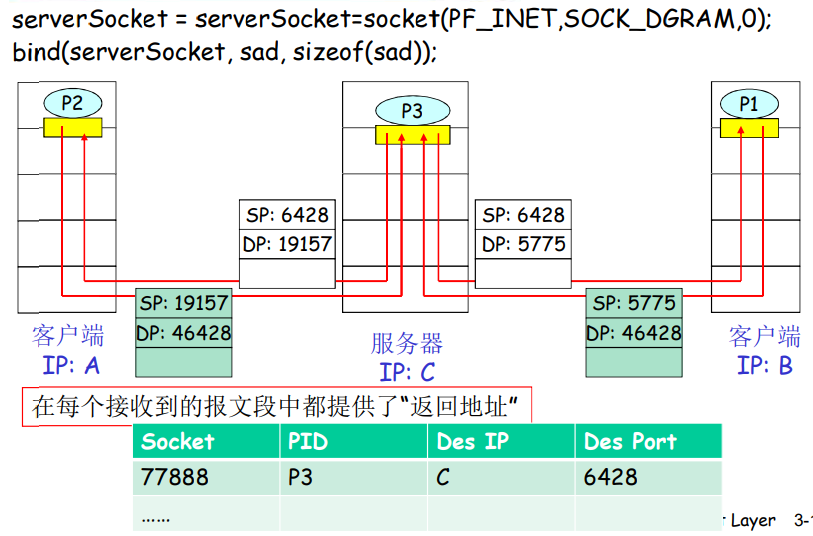 serverSocket = serverSocket=socket(PF_INET,SOCK_DGRAM,0);
bind(serverSocket, sad, sizeof(sad));
P2
P3
P1
SP: 6428
DP: 19157
SP: 6428
DP: 5775
SP: 19157
DP: 46428
SP: 5775
DP: 46428
客户端
IP: A
服务器
IP: C
客户端
IP: B
在每个接收到的报文段中都提供了“返回地址”
Socket PID Des IP Des Port
77888 P3 C 6428
……
Layer 3-1